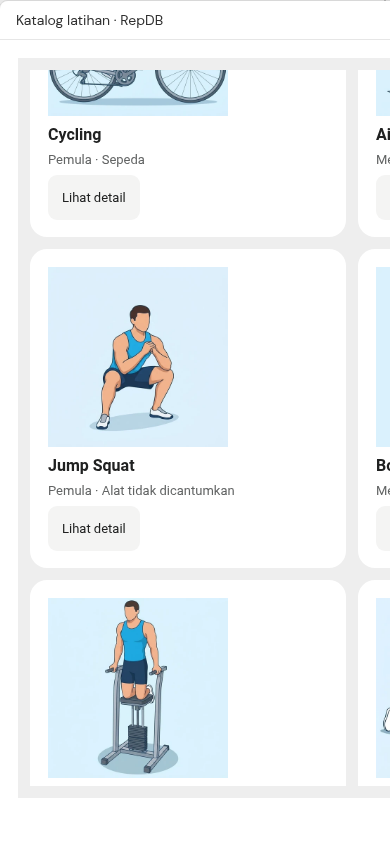 Katalog latihan · RepDB
Cycling
Pemula · Sepeda
Lihat detail
Jump Squat
Pemula · Alat tidak dicantumkan
Lihat detail